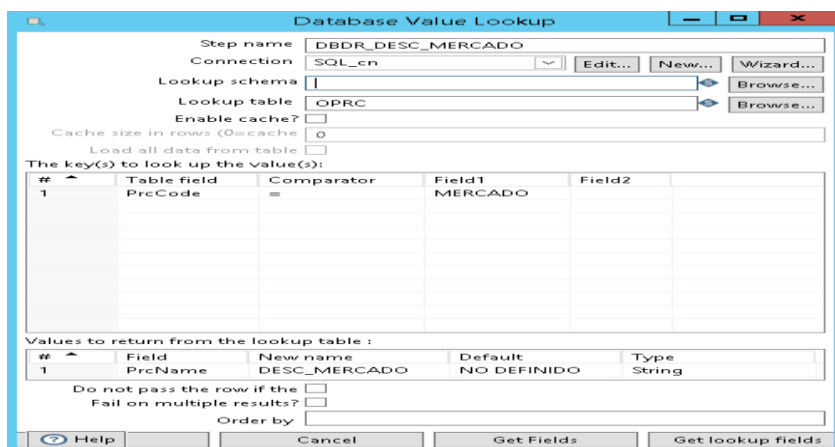 Database Value Lookup
Step name DBDR_DESC_MERCADO
Connection SQL_cn Edit... New... Wizard...
Lookup schema Browse...
Lookup table OPRC Browse...
Enable cache?
Cache size in rows (0=cache 0
Load all data from table
The key(s) to look up the value(s):
# Table field Comparator Field1 Field2
1 PrcCode = MERCADO
Values to return from the lookup table :
# Field New name Default Type
1 PrcName DESC_MERCADO NO DEFINIDO String
Do not pass the row if the
Fail on multiple results?
Order by
Help Cancel Get Fields Get lookup fields